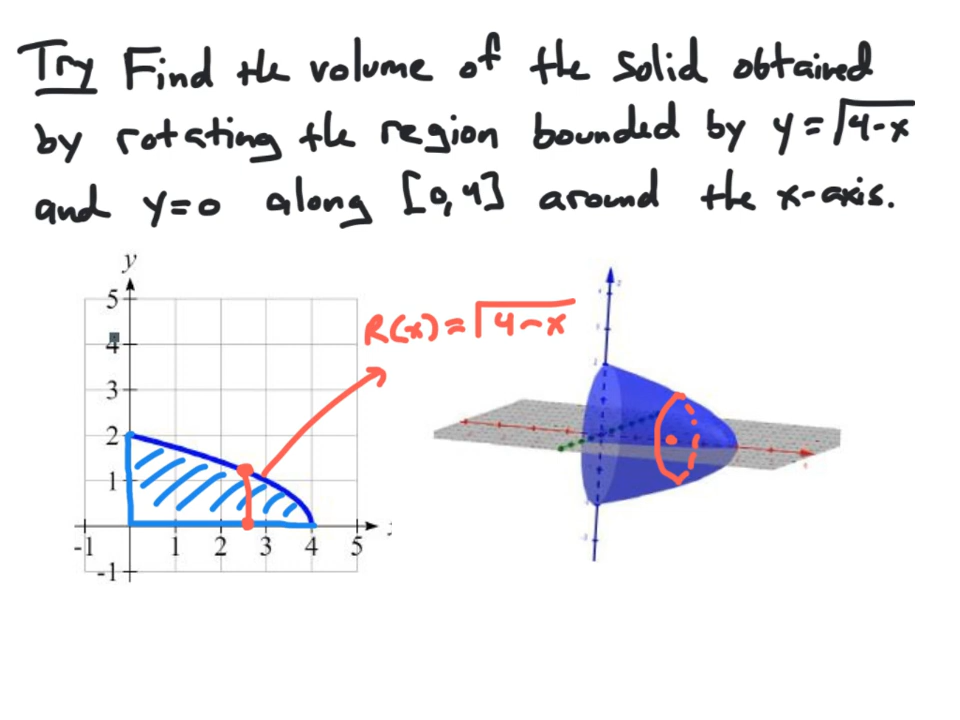 Try Find the volume of the solid obtained
by rotating the region bounded by y=√4-x
and y=0 along [0,4] around the x-axis.
y
5
4
3
2
1
-1 1 2 3 4 5
-1
R(x)=√4-x